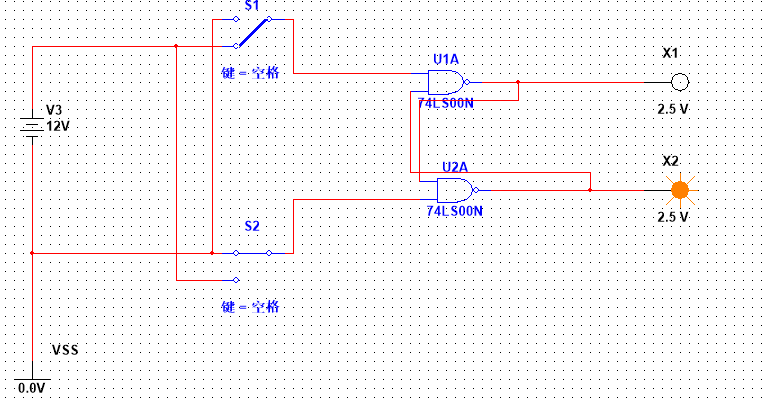 S1
键 = 空格
U1A
X1
74LS00N
2.5 V
V3
12V
U2A
X2
74LS00N
2.5 V
S2
键 = 空格
VSS
0.0V